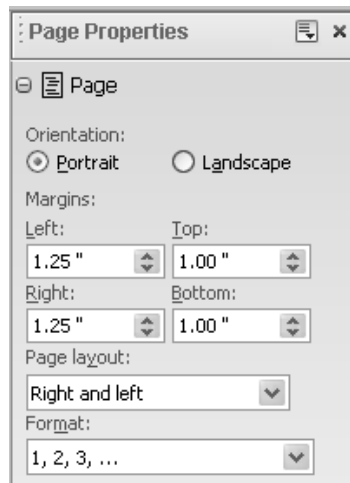 Page Properties
Page
Orientation:
Portrait Landscape
Margins:
Left: Top:
1.25 " 1.00 "
Right: Bottom:
1.25 " 1.00 "
Page layout:
Right and left
Format:
1, 2, 3, ...